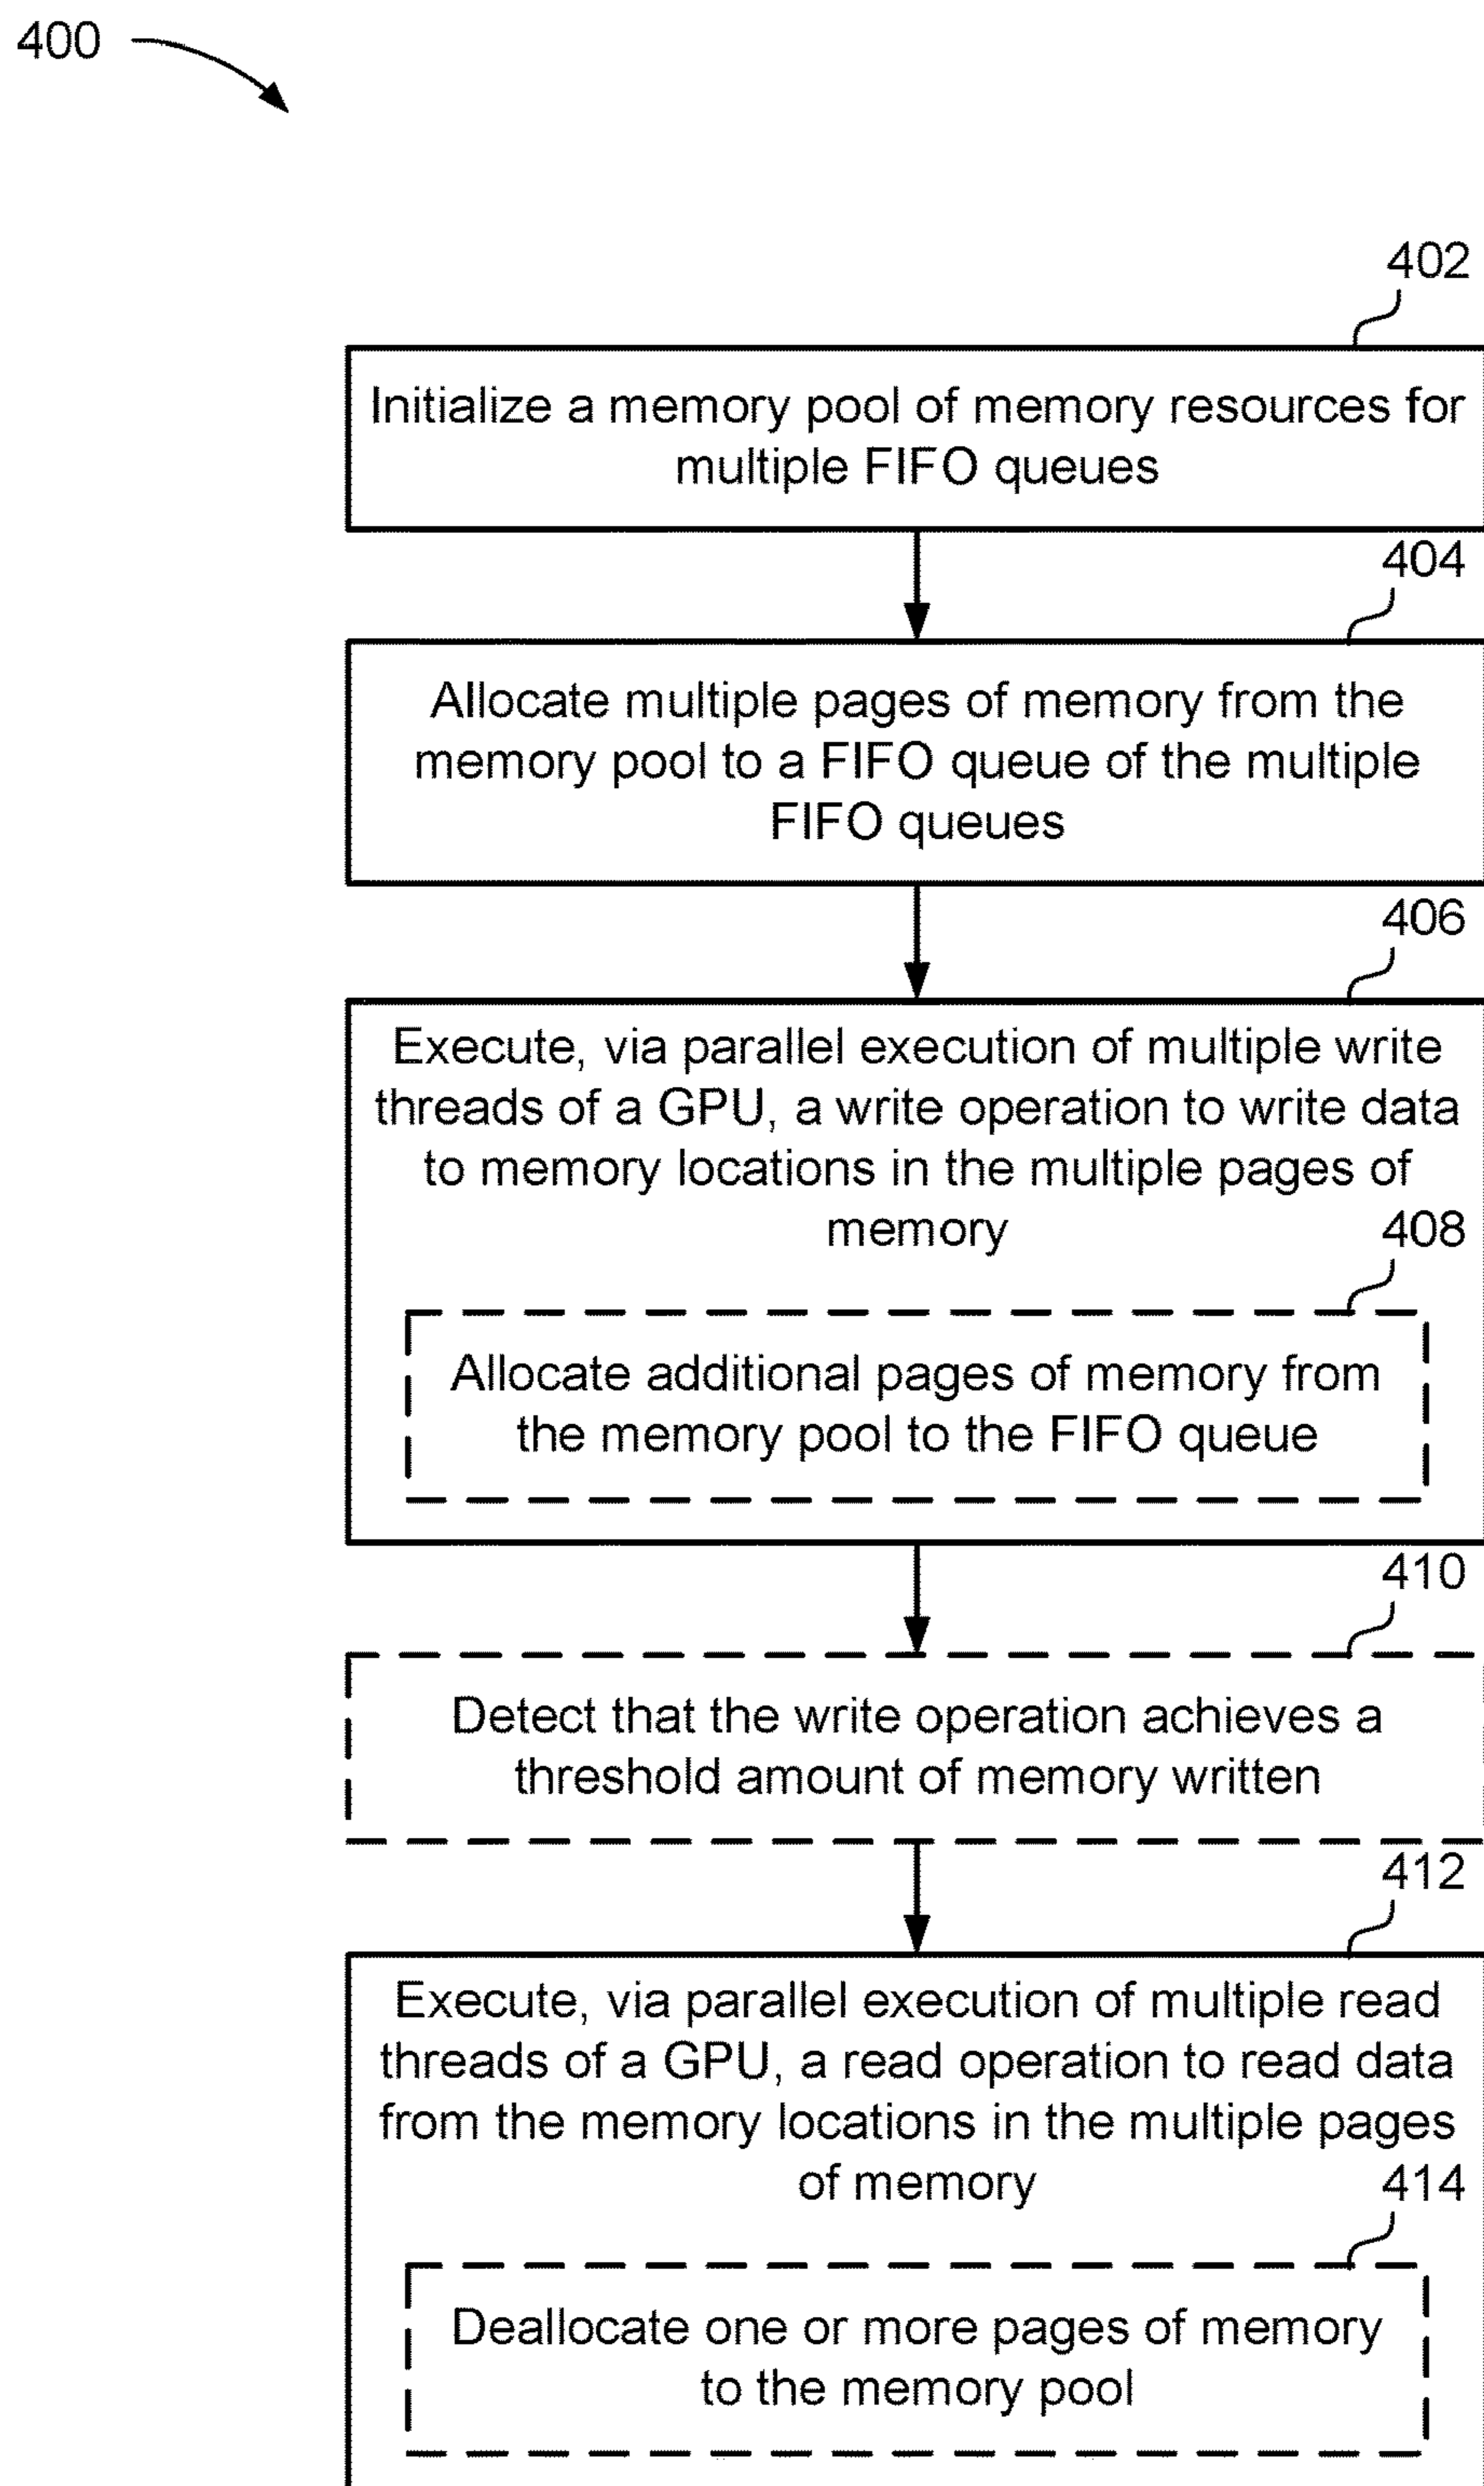 400
402
Initialize a memory pool of memory resources for
multiple FIFO queues
404
Allocate multiple pages of memory from the
memory pool to a FIFO queue of the multiple
FIFO queues
406
Execute, via parallel execution of multiple write
threads of a GPU, a write operation to write data
to memory locations in the multiple pages of
memory
408
Allocate additional pages of memory from
the memory pool to the FIFO queue
410
Detect that the write operation achieves a
threshold amount of memory written
412
Execute, via parallel execution of multiple read
threads of a GPU, a read operation to read data
from the memory locations in the multiple pages
of memory
414
Deallocate one or more pages of memory
to the memory pool